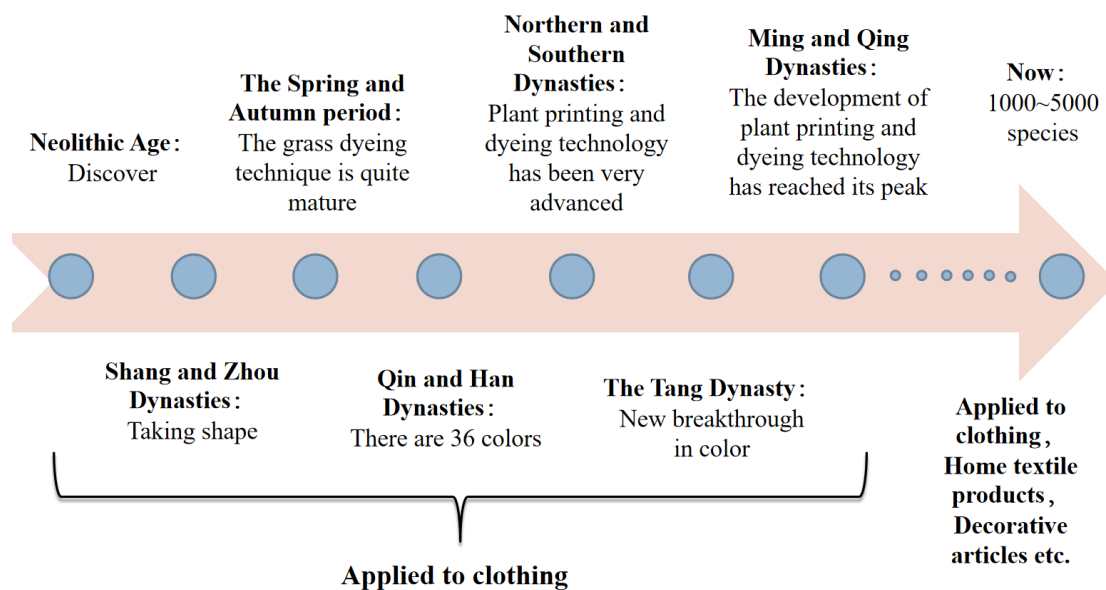 Neolithic Age：
Discover
The Spring and
Autumn period：
The grass dyeing
technique is quite
mature
Northern and
Southern
Dynasties：
Plant printing and
dyeing technology
has been very
advanced
Ming and Qing
Dynasties：
The development of
plant printing and
dyeing technology
has reached its peak
Now：
1000~5000
species
Shang and Zhou
Dynasties：
Taking shape
Qin and Han
Dynasties：
There are 36 colors
The Tang Dynasty：
New breakthrough
in color
Applied to
clothing，
Home textile
products，
Decorative
articles etc.
Applied to clothing